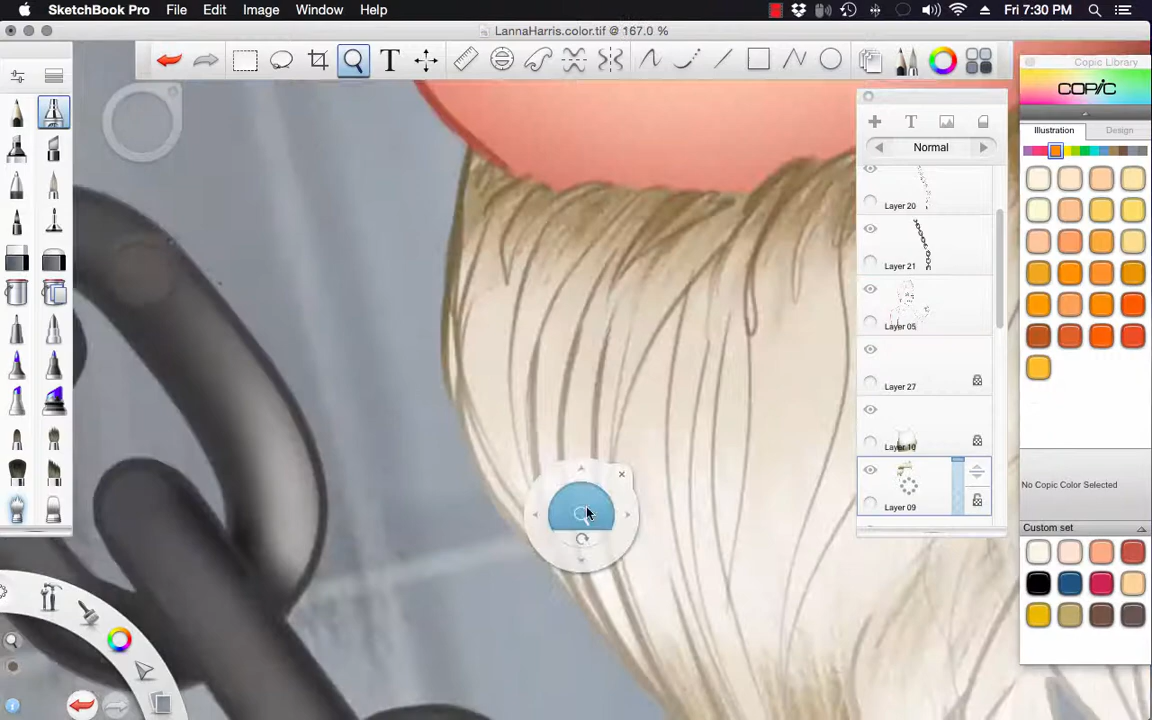 SketchBook Pro File Edit Image Window Help Fri 7:30 PM
LannaHarris.color.tif @ 167.0 %
T
Copic Library
COPIC
T
Illustration Design
Normal
Layer 20
Layer 21
Layer 05
Layer 27
Layer 10
Layer 09
No Copic Color Selected
Custom set